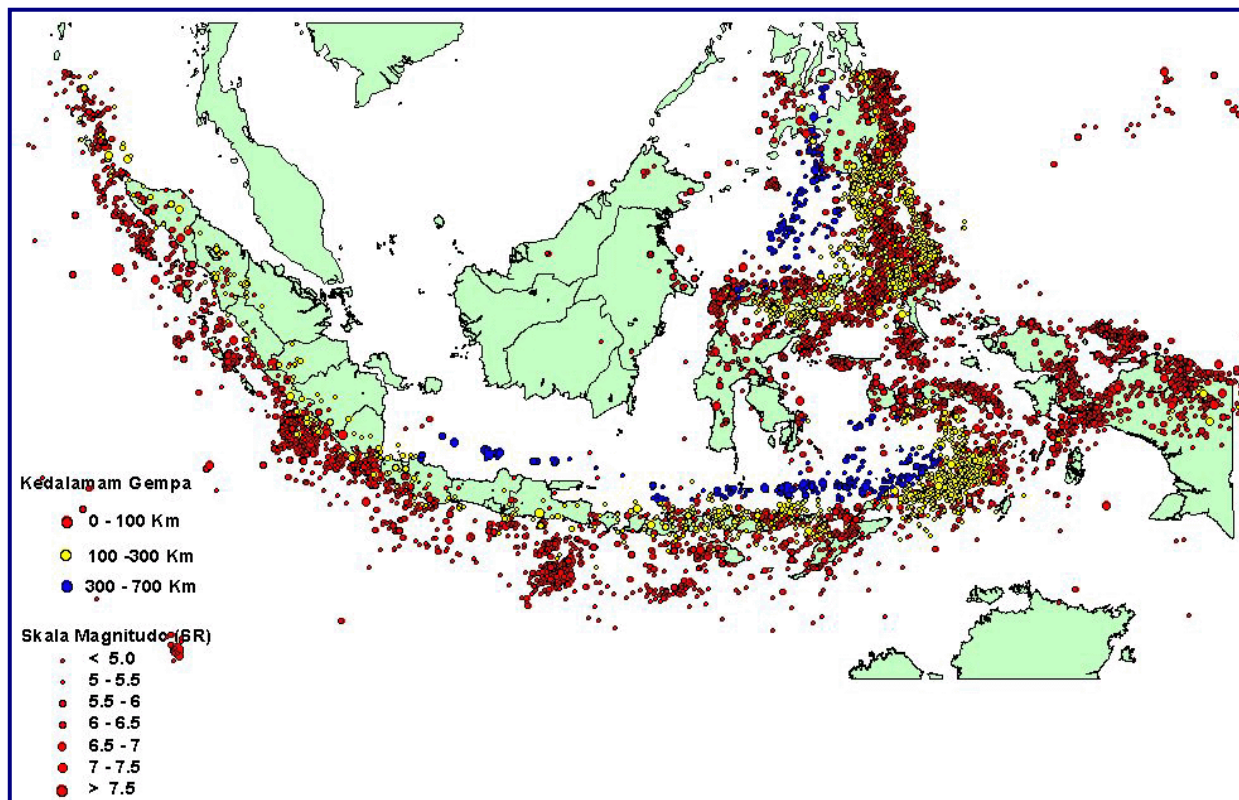 Kedalamam Gempa
0 - 100 Km
100 -300 Km
300 - 700 Km
Skala Magnitudo (SR)
< 5.0
5 - 5.5
5.5 - 6
6 - 6.5
6.5 - 7
7 - 7.5
> 7.5